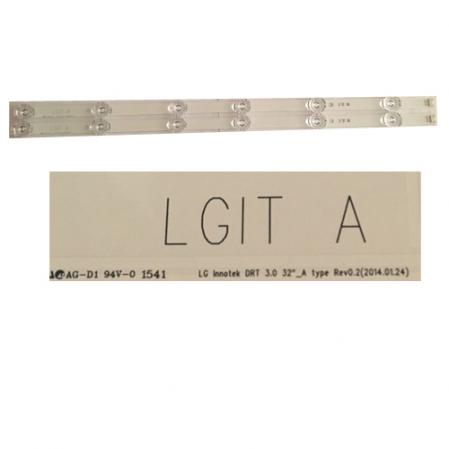 LGIT A
AG-D1 94V-0 1541 LG Innotek DRT 3.0 32"_A type Rev0.2(2014.01.24)